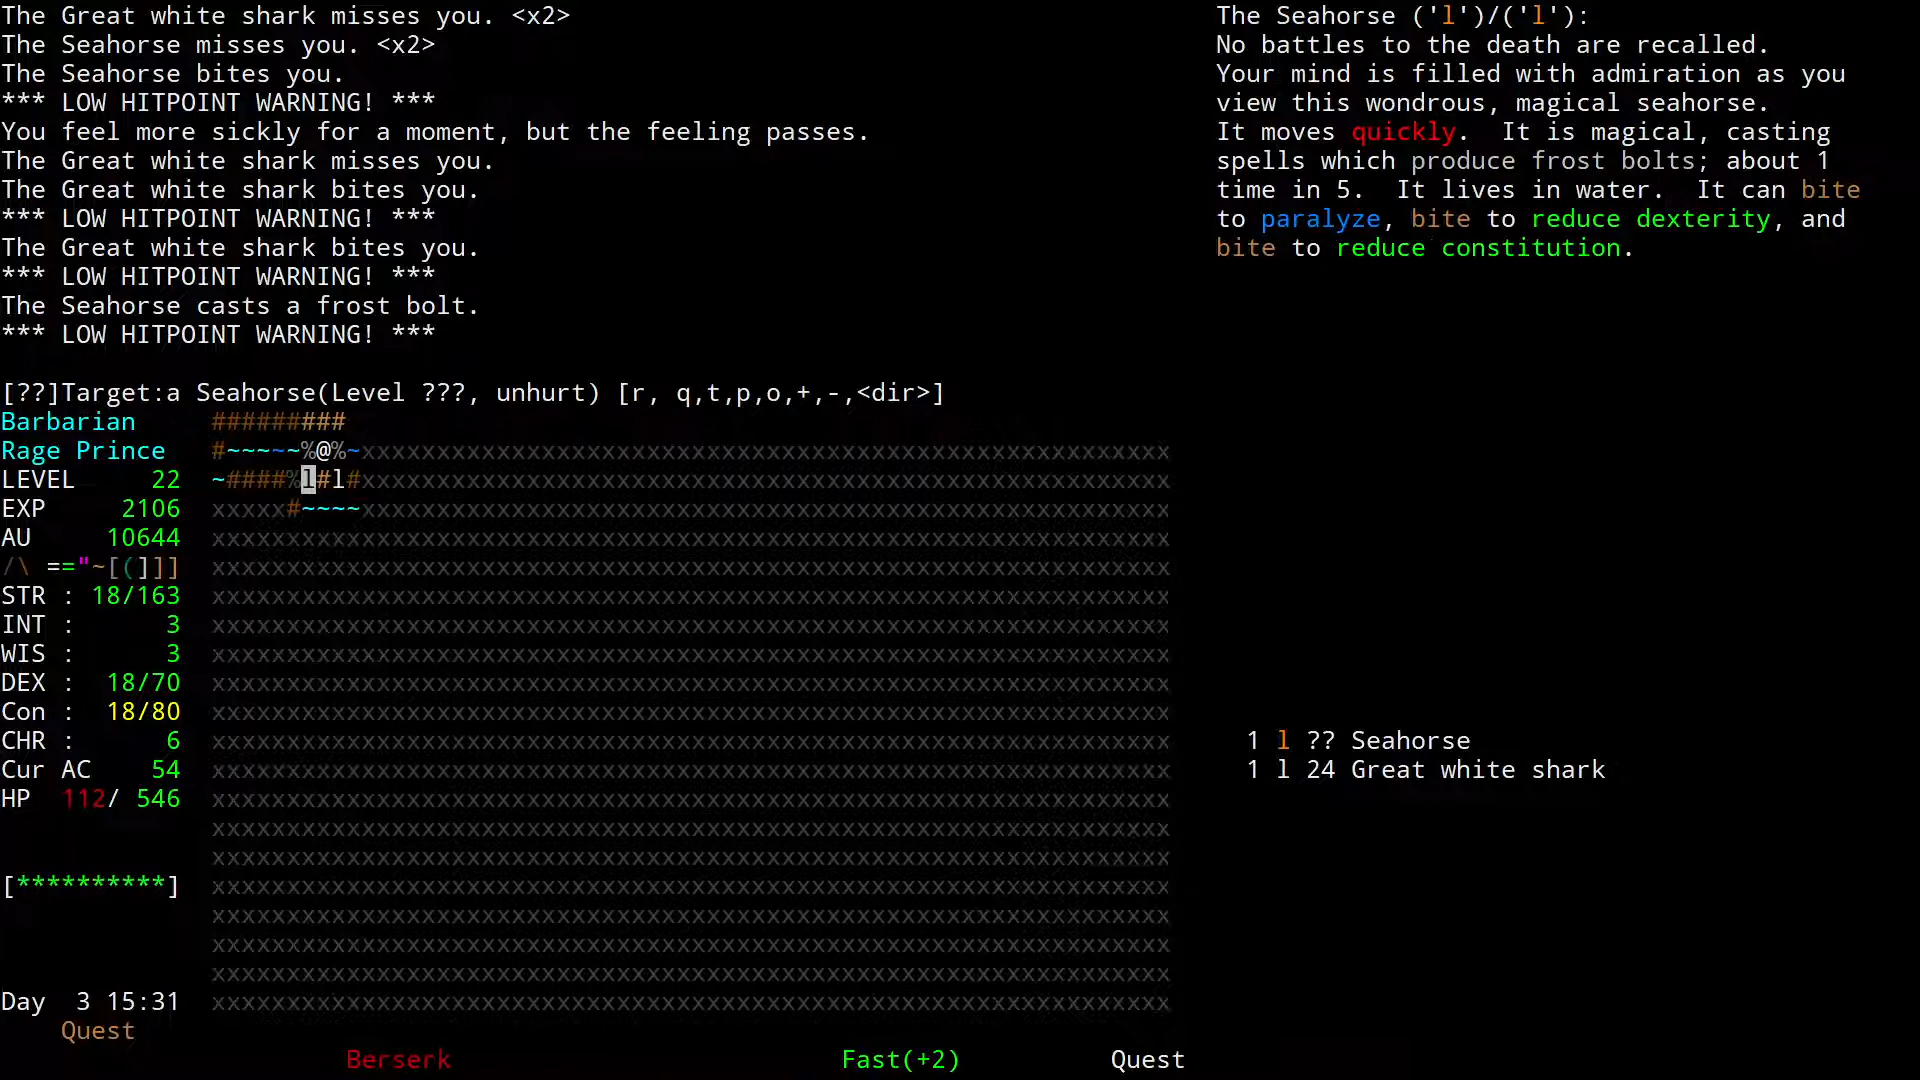 The Great white shark misses you. <x2>
The Seahorse misses you. <x2>
The Seahorse bites you.
*** LOW HITPOINT WARNING! ***
You feel more sickly for a moment, but the feeling passes.
The Great white shark misses you.
The Great white shark bites you.
*** LOW HITPOINT WARNING! ***
The Great white shark bites you.
*** LOW HITPOINT WARNING! ***
The Seahorse casts a frost bolt.
*** LOW HITPOINT WARNING! ***
[??]Target:a Seahorse(Level ???, unhurt) [r, q,t,p,o,+,-,<dir>]
The Seahorse ('l')/('l'):
No battles to the death are recalled.
Your mind is filled with admiration as you
view this wondrous, magical seahorse.
It moves quickly.  It is magical, casting
spells which produce frost bolts; about 1
time in 5.  It lives in water.  It can bite
to paralyze, bite to reduce dexterity, and
bite to reduce constitution.
Barbarian
Rage Prince
LEVEL 22
EXP 2106
AU 10644
/\ =="~[(]]]
STR : 18/163
INT : 3
WIS : 3
DEX : 18/70
Con : 18/80
CHR : 6
Cur AC 54
HP 112/ 546
[**********]
Day 3 15:31
Quest
#########
#~~~~~%@%~xxxxxxxxxxxxxxxxxxxxxxxxxxxxxxxxxxxxxxxxxxxxxxxxxxxxxx
~####%l#l#xxxxxxxxxxxxxxxxxxxxxxxxxxxxxxxxxxxxxxxxxxxxxxxxxxxxxx
xxxxx#~~~~xxxxxxxxxxxxxxxxxxxxxxxxxxxxxxxxxxxxxxxxxxxxxxxxxxxxxx
1 l ?? Seahorse
1 l 24 Great white shark
Berserk
Fast(+2)
Quest